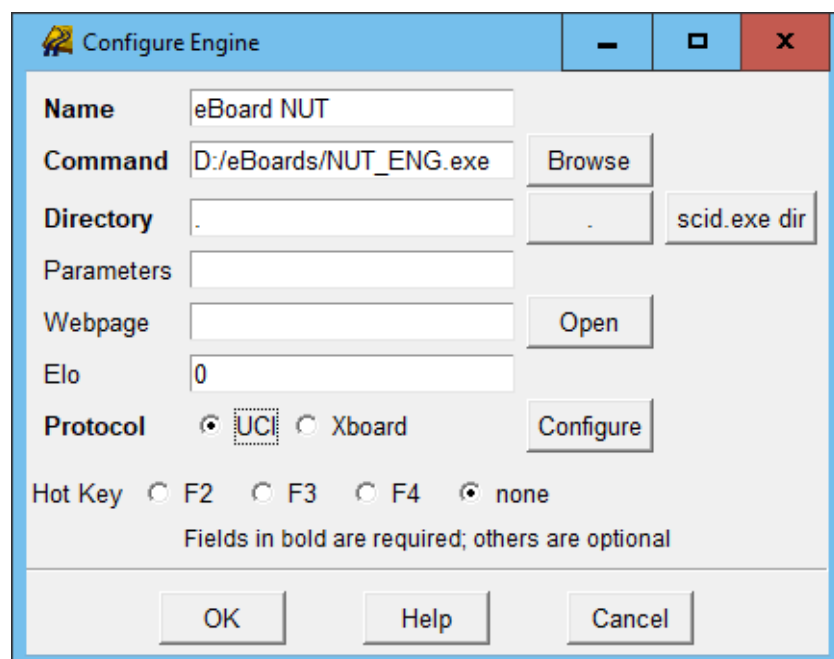 Configure Engine
Name eBoard NUT
Command D:/eBoards/NUT_ENG.exe Browse
Directory . . scid.exe dir
Parameters
Webpage Open
Elo 0
Protocol UCI Xboard Configure
Hot Key F2 F3 F4 none
Fields in bold are required; others are optional
OK Help Cancel